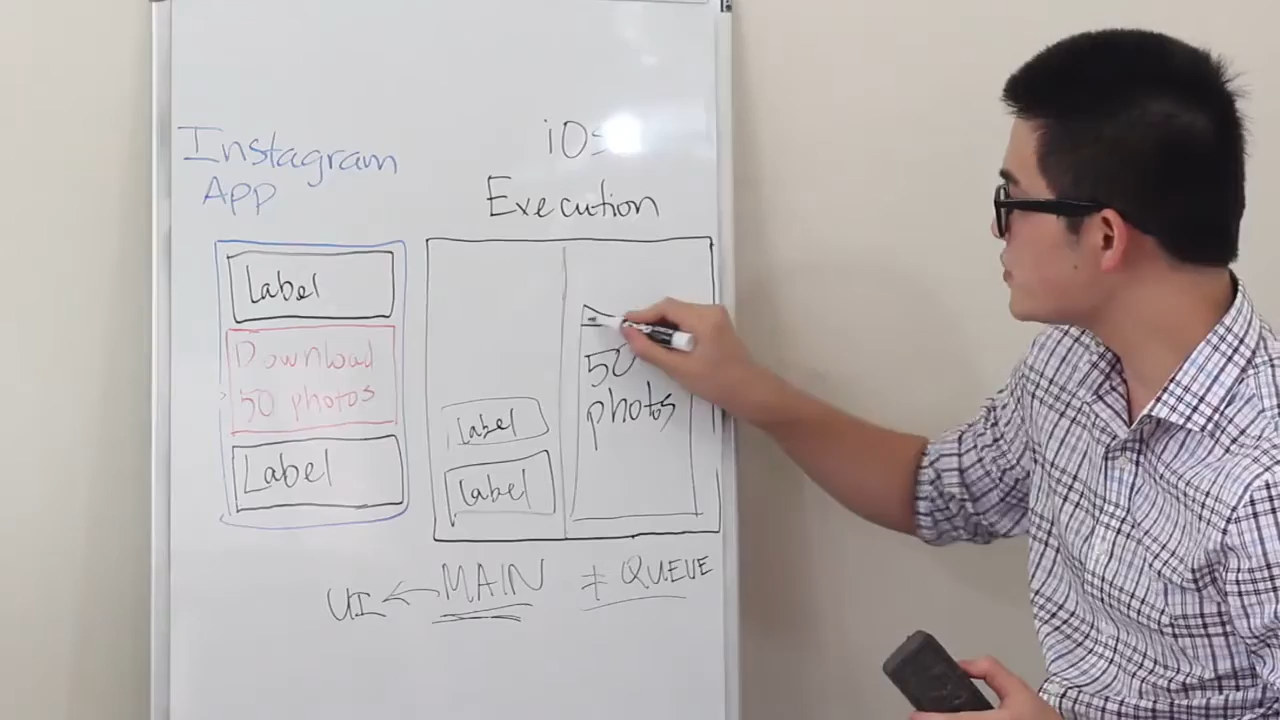 Instagram
App
Label
Download
50 photos
Label
iOS
Execution
Label
Label
50
photos
UI ← MAIN ≠ QUEUE